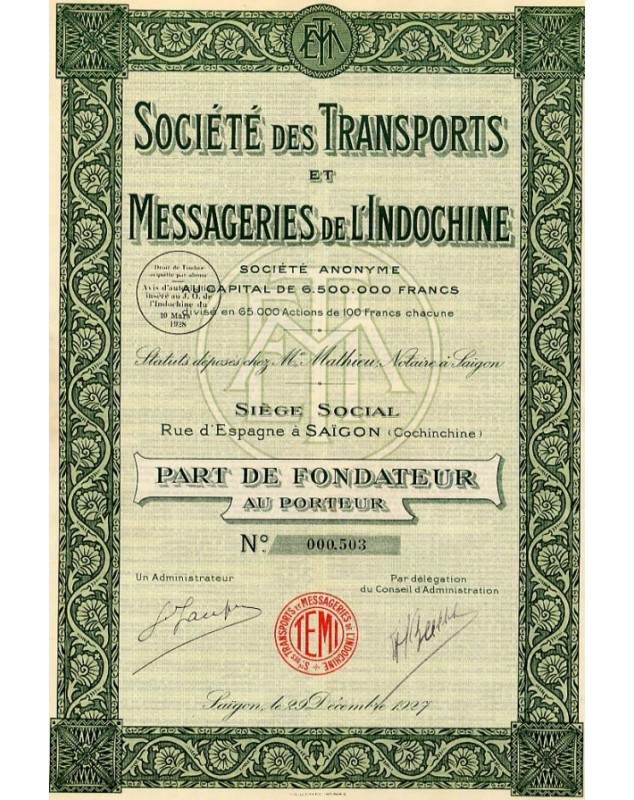 SOCIÉTÉ DES TRANSPORTS
ET
MESSAGERIES DE L'INDOCHINE
SOCIÉTÉ ANONYME
AU CAPITAL DE 6.500.000 FRANCS
divisé en 65.000 Actions de 100 Francs chacune
Droit de Timbre
acquitté par abonnt
Avis d'autorisation
inséré au J. O. de
l'Indochine du
10 Mars
1928
Statuts déposés chez Me Mathieu, Notaire à Saïgon
SIÈGE SOCIAL
Rue d'Espagne à SAÏGON (Cochinchine)
PART DE FONDATEUR
AU PORTEUR
No. 000.503
Un Administrateur
Par délégation
du Conseil d'Administration
Sté DES TRANSPORTS ET MESSAGERIES DE L'INDOCHINE
TEMI
Saïgon, le 29 Décembre 1927